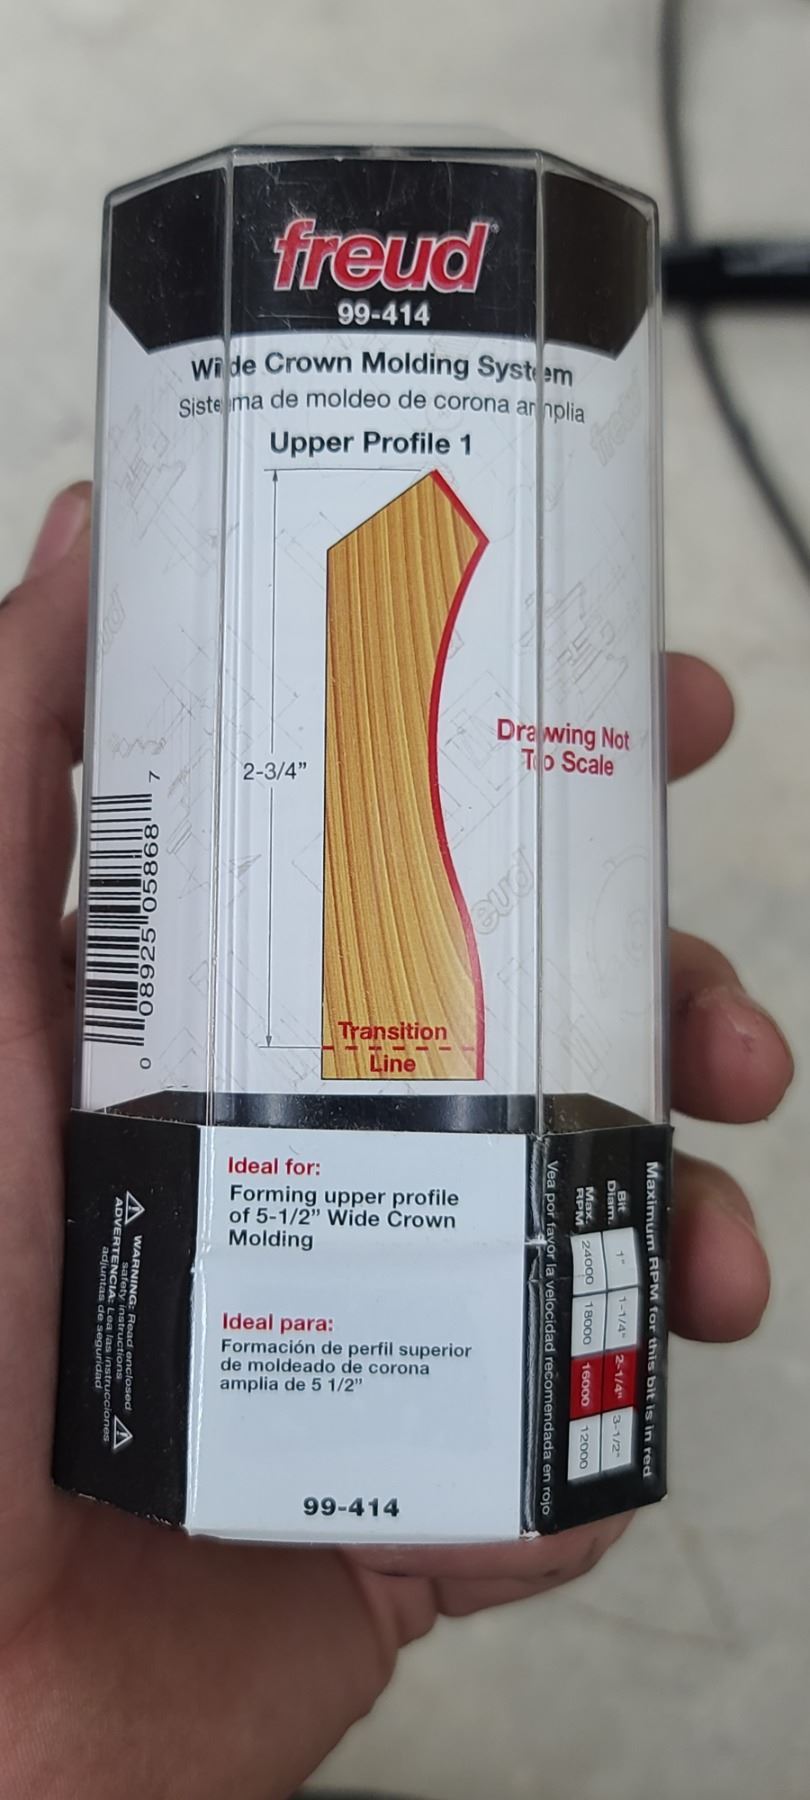 freud
99-414
Wide Crown Molding System
Sistema de moldeo de corona amplia
Upper Profile 1
2-3/4"
Drawing Not
To Scale
Transition
Line
0 08925 05868 7
Ideal for:
Forming upper profile
of 5-1/2" Wide Crown
Molding
Ideal para:
Formación de perfil superior
de moldeado de corona
amplia de 5 1/2"
99-414
WARNING: Read enclosed
safety instructions
ADVERTENCIA: Lea las instrucciones
adjuntas de seguridad
Maximum RPM for this bit is in red
Bit Diam. 1" 1-1/4" 2-1/4" 3-1/2"
Max. RPM 24000 18000 16000 12000
Vea por favor la velocidad recomendada en rojo
freud
freud